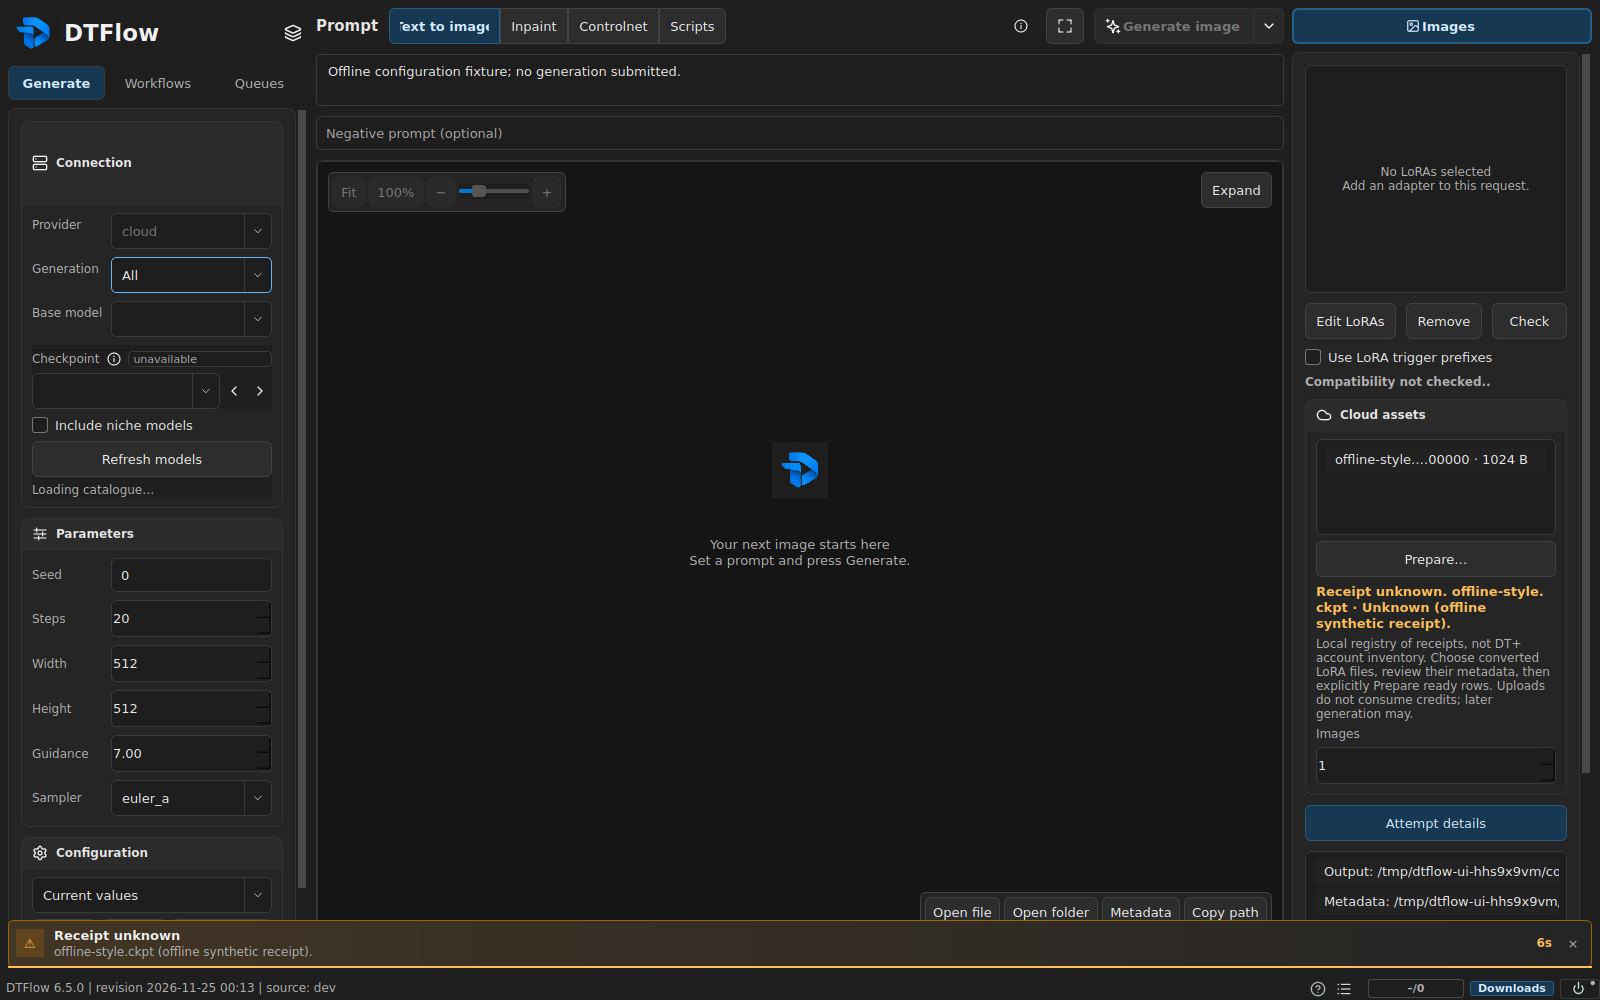 DTFlow
Prompt
Text to image
Inpaint
Controlnet
Scripts
Generate image
Images
Generate
Workflows
Queues
Offline configuration fixture; no generation submitted.
Negative prompt (optional)
Connection
Provider
cloud
Generation
All
Base model
Checkpoint
unavailable
Include niche models
Refresh models
Loading catalogue...
Parameters
Seed
0
Steps
20
Width
512
Height
512
Guidance
7.00
Sampler
euler_a
Configuration
Current values
Fit
100%
−
+
Expand
Your next image starts here
Set a prompt and press Generate.
Open file
Open folder
Metadata
Copy path
No LoRAs selected
Add an adapter to this request.
Edit LoRAs
Remove
Check
Use LoRA trigger prefixes
Compatibility not checked..
Cloud assets
offline-style....00000 · 1024 B
Prepare...
Receipt unknown. offline-style.
ckpt · Unknown (offline
synthetic receipt).
Local registry of receipts, not DT+
account inventory. Choose converted
LoRA files, review their metadata, then
explicitly Prepare ready rows. Uploads
do not consume credits; later
generation may.
Images
1
Attempt details
Output: /tmp/dtflow-ui-hhs9x9vm/co
Metadata: /tmp/dtflow-ui-hhs9x9vm,
Receipt unknown
offline-style.ckpt (offline synthetic receipt).
6s
×
DTFlow 6.5.0 | revision 2026-11-25 00:13 | source: dev
–/0
Downloads